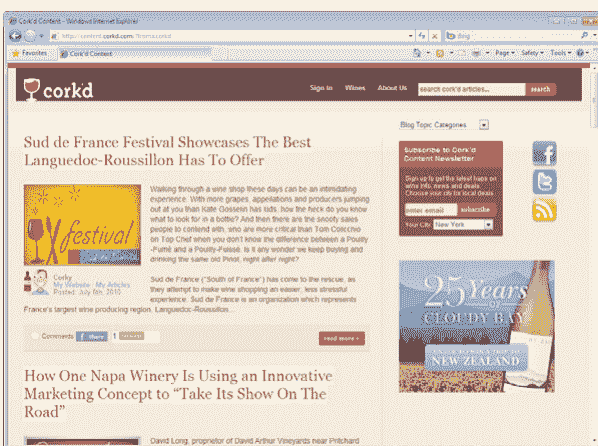 Cork'd Content - Windows Internet Explorer
http://content.corkd.com/?from=corkd
bing
Favorites
Cork'd Content
Page
Safety
Tools
cork'd
Sign In
Wines
About Us
search cork'd articles...
search
Sud de France Festival Showcases The Best
Languedoc-Roussillon Has To Offer
festival
Walking through a wine shop these days can be an intimidating
experience. With more grapes, appellations and producers jumping
out at you than Kate Gosselin has kids, how the heck do you know
what to look for in a bottle? And then there are the snooty sales
people to contend with, who are more critical than Tom Colicchio
on Top Chef when you don't know the difference between a Pouilly
-Fumé and a Pouilly-Fuisse. Is it any wonder we keep buying and
drinking the same old Pinot, night after night?
Corky
My Website · My Articles
Posted: July 6th, 2010
Sud de France ("South of France") has come to the rescue, as
they attempt to make wine shopping an easier, less stressful
experience. Sud de France is an organization which represents
France's largest wine producing region, Languedoc-Roussillon...
Comments
Share
1
read more
How One Napa Winery Is Using an Innovative
Marketing Concept to “Take Its Show On The
Road”
David Long, proprietor of David Arthur Vineyards near Pritchard
Blog Topic Categories
Subscribe to Cork'd
Content Newsletter
Sign up to get the latest haps on
wine info, news and deals.
Choose your city for local deals.
enter email
subscribe
Your City:
New York
25 Years
of
CLOUDY BAY
NEW ZEALAND